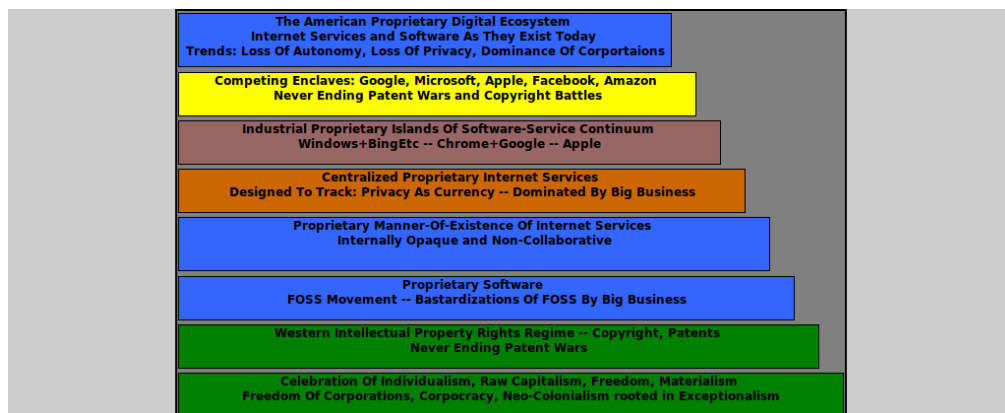 The American Proprietary Digital Ecosystem
Internet Services and Software As They Exist Today
Trends: Loss Of Autonomy, Loss Of Privacy, Dominance Of Corportaions
Competing Enclaves: Google, Microsoft, Apple, Facebook, Amazon
Never Ending Patent Wars and Copyright Battles
Industrial Proprietary Islands Of Software-Service Continuum
Windows+BingEtc -- Chrome+Google -- Apple
Centralized Proprietary Internet Services
Designed To Track: Privacy As Currency -- Dominated By Big Business
Proprietary Manner-Of-Existence Of Internet Services
Internally Opaque and Non-Collaborative
Proprietary Software
FOSS Movement -- Bastardizations Of FOSS By Big Business
Western Intellectual Property Rights Regime -- Copyright, Patents
Never Ending Patent Wars
Celebration Of Individualism, Raw Capitalism, Freedom, Materialism
Freedom Of Corporations, Corpocracy, Neo-Colonialism rooted in Exceptionalism